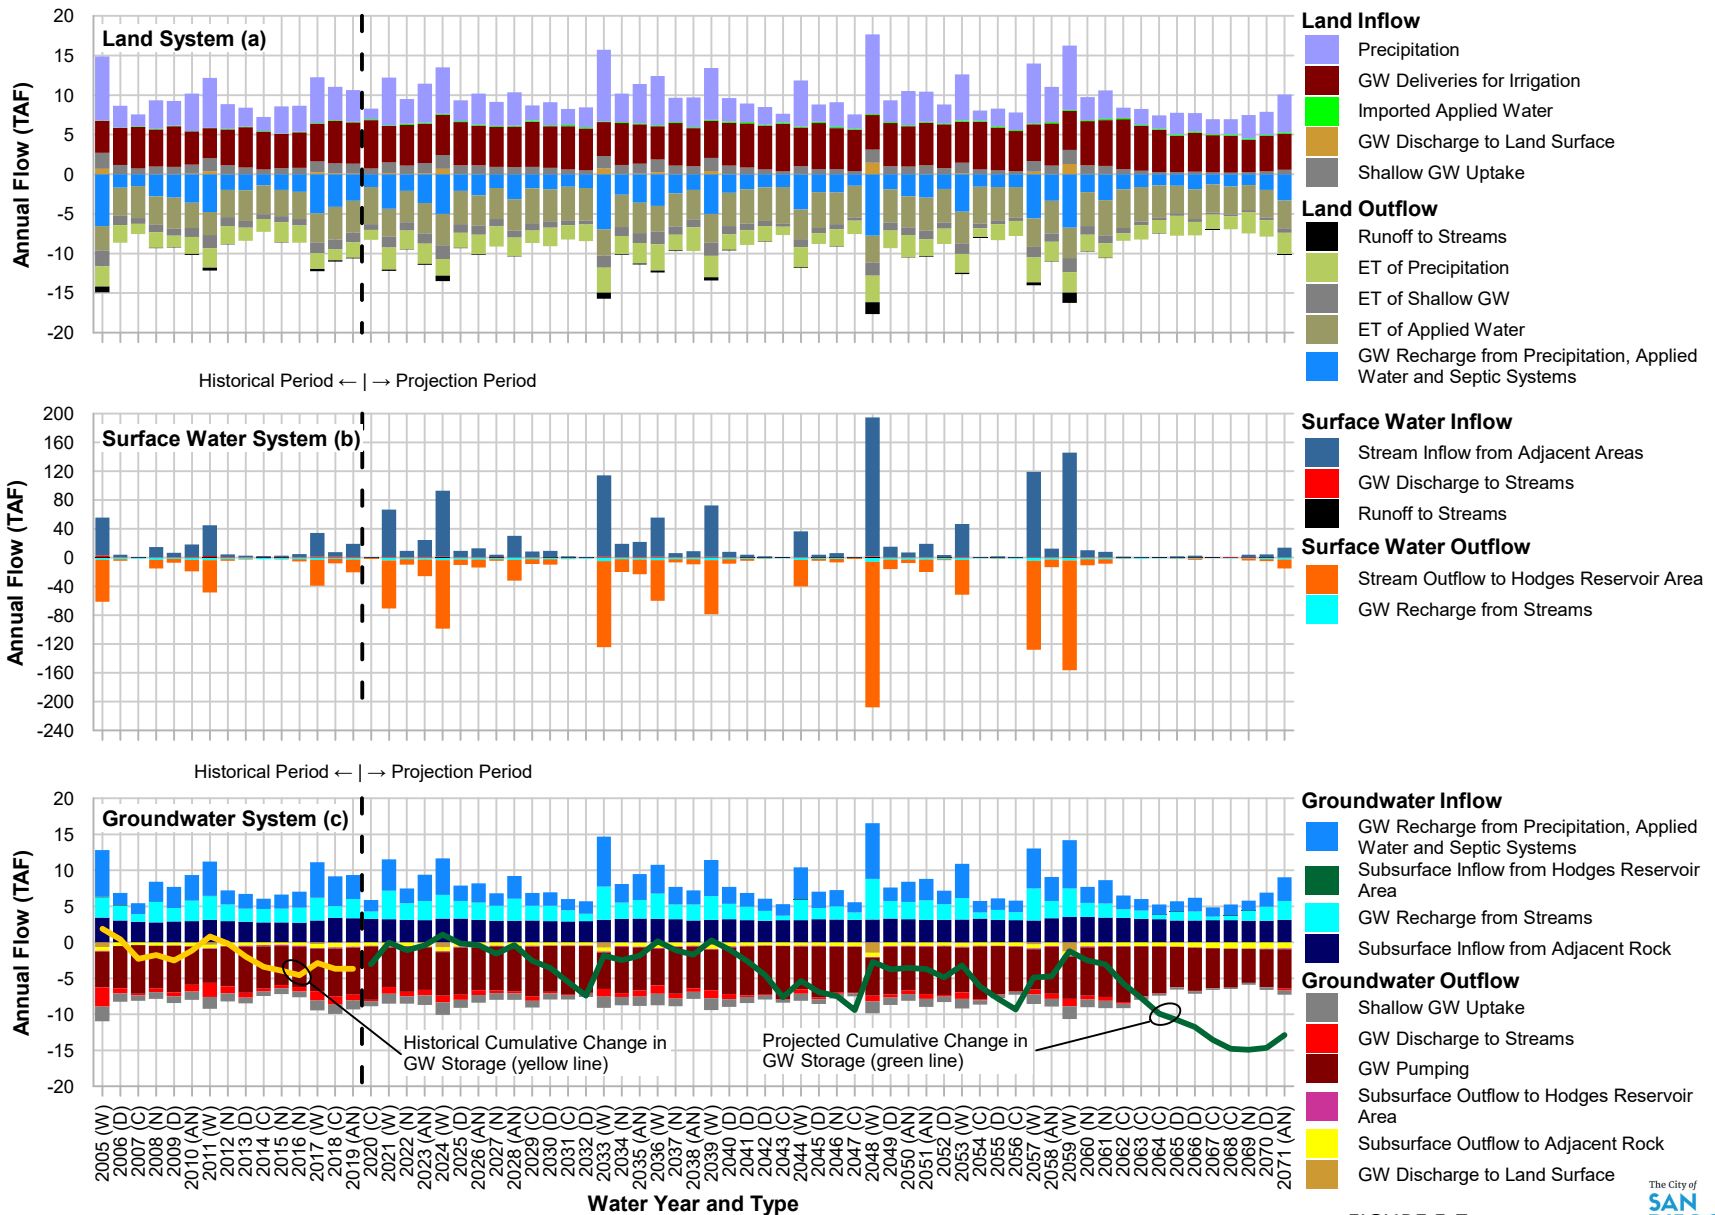 Land System (a)
Annual Flow (TAF)
20
15
10
5
0
-5
-10
-15
-20
Land Inflow
Precipitation
GW Deliveries for Irrigation
Imported Applied Water
GW Discharge to Land Surface
Shallow GW Uptake
Land Outflow
Runoff to Streams
ET of Precipitation
ET of Shallow GW
ET of Applied Water
GW Recharge from Precipitation, Applied
Water and Septic Systems
Historical Period ← | → Projection Period
Surface Water System (b)
Annual Flow (TAF)
200
160
120
80
40
0
-40
-80
-120
-160
-200
-240
Surface Water Inflow
Stream Inflow from Adjacent Areas
GW Discharge to Streams
Runoff to Streams
Surface Water Outflow
Stream Outflow to Hodges Reservoir Area
GW Recharge from Streams
Historical Period ← | → Projection Period
Groundwater System (c)
Annual Flow (TAF)
20
15
10
5
0
-5
-10
-15
-20
Historical Cumulative Change in
GW Storage (yellow line)
Projected Cumulative Change in
GW Storage (green line)
Groundwater Inflow
GW Recharge from Precipitation, Applied
Water and Septic Systems
Subsurface Inflow from Hodges Reservoir
Area
GW Recharge from Streams
Subsurface Inflow from Adjacent Rock
Groundwater Outflow
Shallow GW Uptake
GW Discharge to Streams
GW Pumping
Subsurface Outflow to Hodges Reservoir
Area
Subsurface Outflow to Adjacent Rock
GW Discharge to Land Surface
2005 (W)
2006 (D)
2007 (C)
2008 (N)
2009 (D)
2010 (AN)
2011 (W)
2012 (N)
2013 (D)
2014 (C)
2015 (N)
2016 (N)
2017 (W)
2018 (C)
2019 (AN)
2020 (C)
2021 (W)
2022 (N)
2023 (AN)
2024 (W)
2025 (D)
2026 (AN)
2027 (N)
2028 (AN)
2029 (C)
2030 (N)
2031 (C)
2032 (D)
2033 (W)
2034 (N)
2035 (AN)
2036 (W)
2037 (N)
2038 (AN)
2039 (W)
2040 (D)
2041 (D)
2042 (D)
2043 (C)
2044 (W)
2045 (D)
2046 (N)
2047 (C)
2048 (W)
2049 (D)
2050 (AN)
2051 (AN)
2052 (D)
2053 (W)
2054 (C)
2055 (D)
2056 (C)
2057 (W)
2058 (AN)
2059 (W)
2060 (N)
2061 (N)
2062 (C)
2063 (C)
2064 (C)
2065 (D)
2066 (D)
2067 (C)
2068 (C)
2069 (N)
2070 (D)
2071 (AN)
Water Year and Type
The City of
SAN